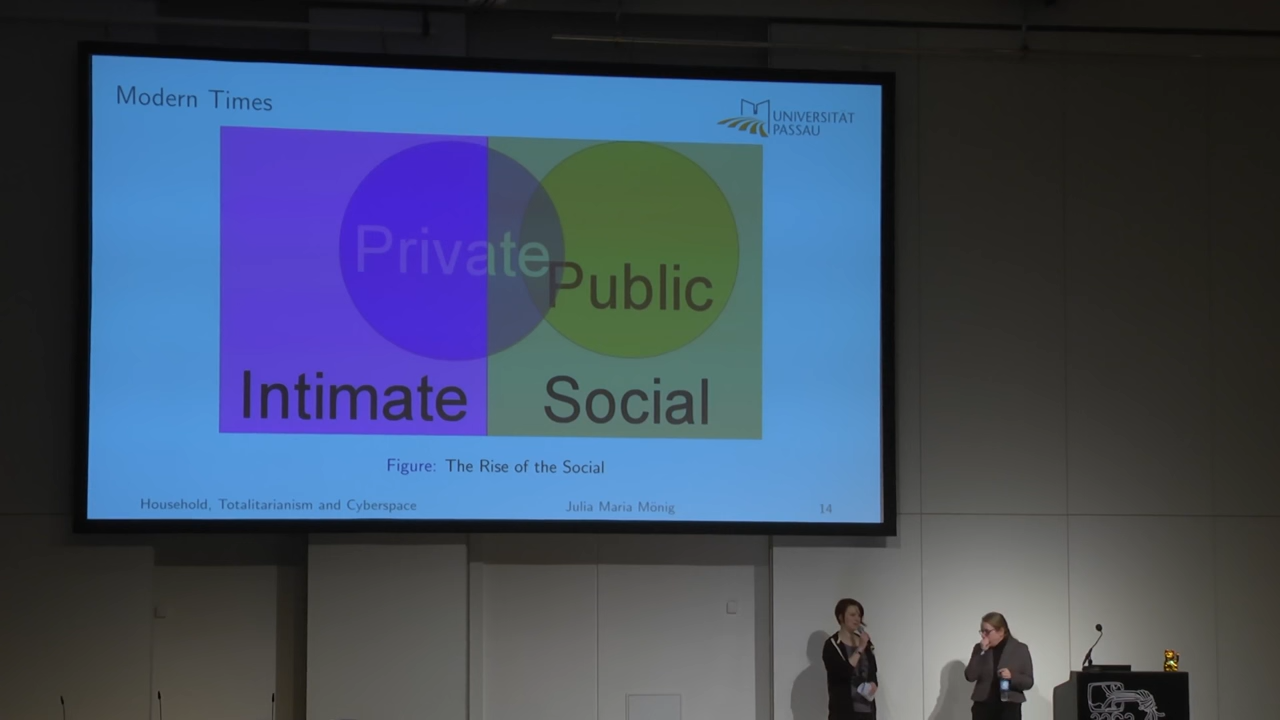 Modern Times
UNIVERSITÄT
PASSAU
Private
Public
Intimate
Social
Figure: The Rise of the Social
Household, Totalitarianism and Cyberspace
Julia Maria Mönig
14